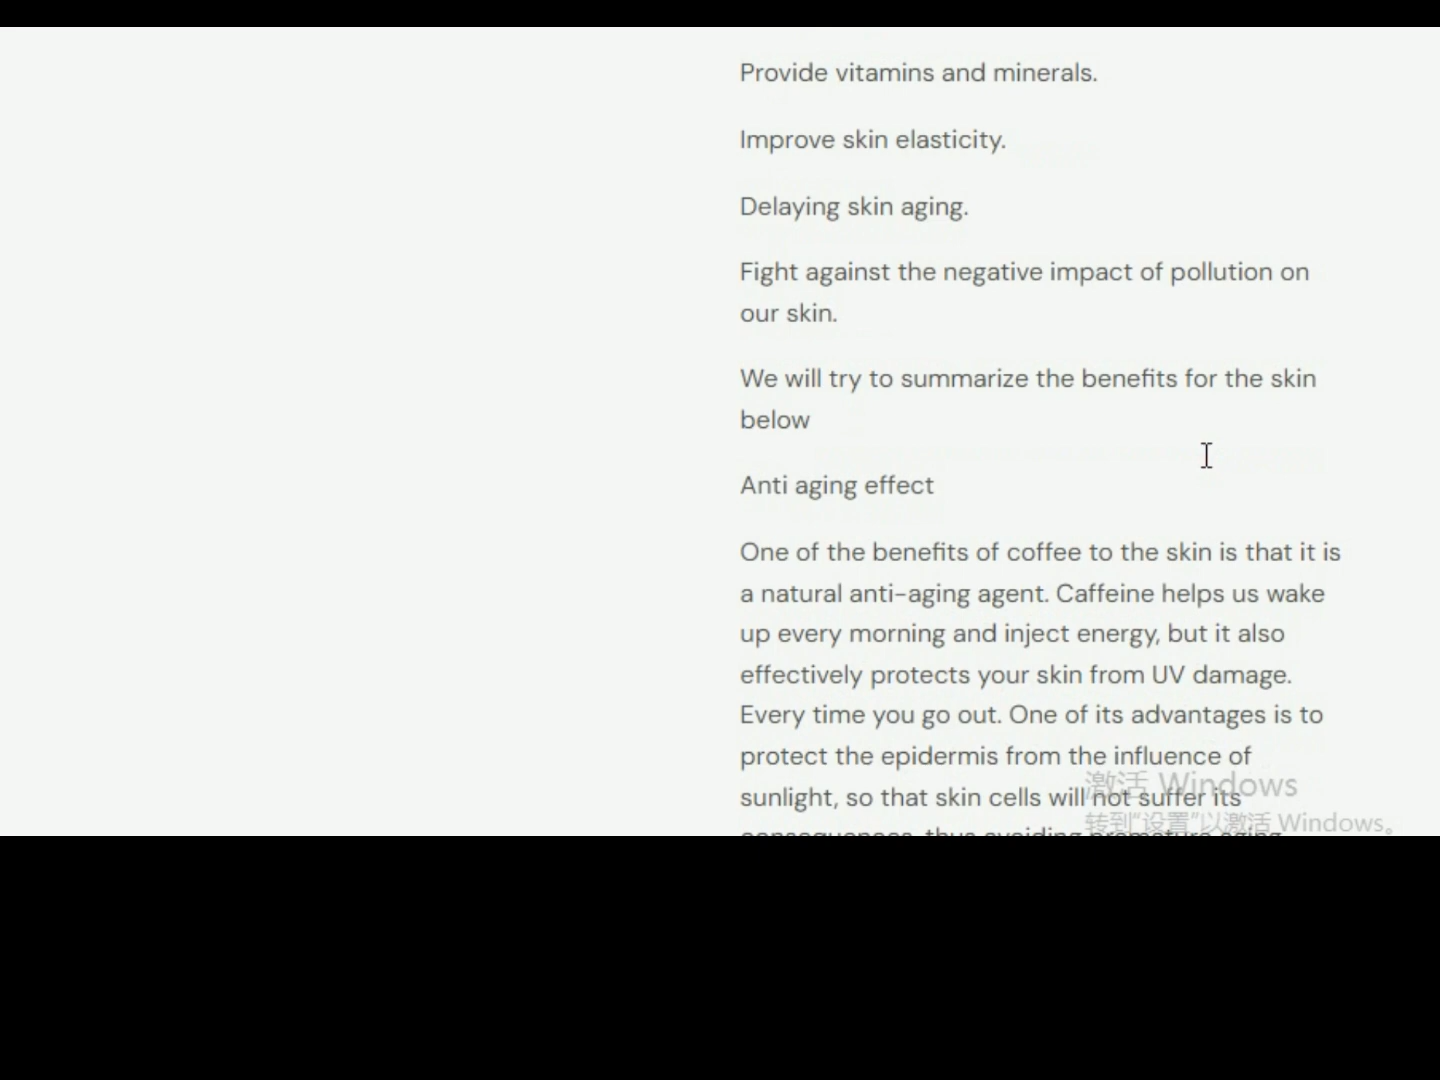 Provide vitamins and minerals.
Improve skin elasticity.
Delaying skin aging.
Fight against the negative impact of pollution on
our skin.
We will try to summarize the benefits for the skin
below
Anti aging effect
One of the benefits of coffee to the skin is that it is
a natural anti-aging agent. Caffeine helps us wake
up every morning and inject energy, but it also
effectively protects your skin from UV damage.
Every time you go out. One of its advantages is to
protect the epidermis from the influence of
激活 Windows
sunlight, so that skin cells will not suffer its
转到"设置"以激活 Windows。
consequences, thus avoiding premature aging